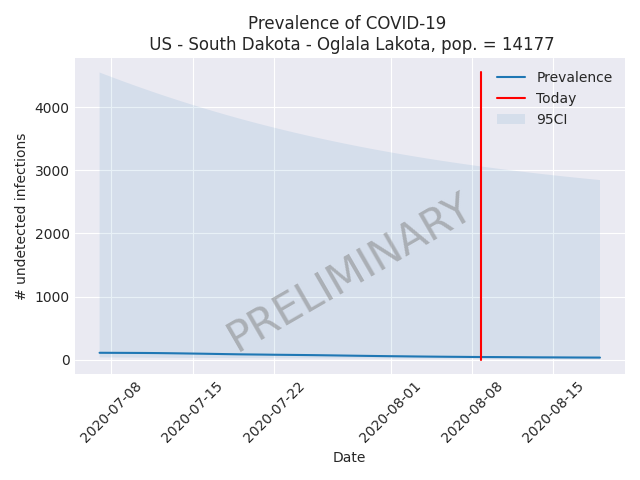 Prevalence of COVID-19
US - South Dakota - Oglala Lakota, pop. = 14177
Prevalence
Today
95CI
# undetected infections
4000
3000
2000
1000
0
PRELIMINARY
2020-07-08
2020-07-15
2020-07-22
2020-08-01
2020-08-08
2020-08-15
Date